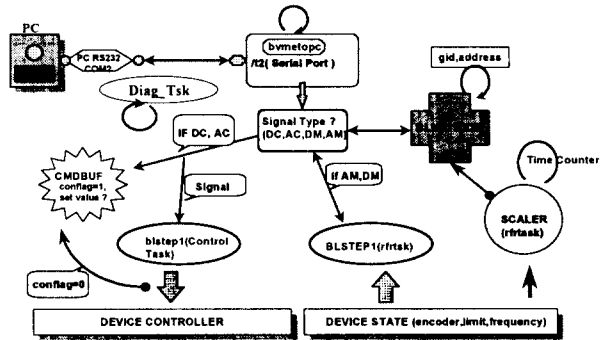 PC
PC RS232
COM2
bvmetopc
/t2( Serial Port )
gid,address
Diag_Tsk
Signal Type ?
(DC,AC,DM,AM)
IF DC, AC
if AM,DM
Time Counter
CMDBUF
conflag=1,
set value ?
Signal
SCALER
(rfrtask)
blstep1(Control
Task)
BLSTEP1(rfrtsk)
conflag=0
DEVICE CONTROLLER
DEVICE STATE (encoder,limit,frequency)